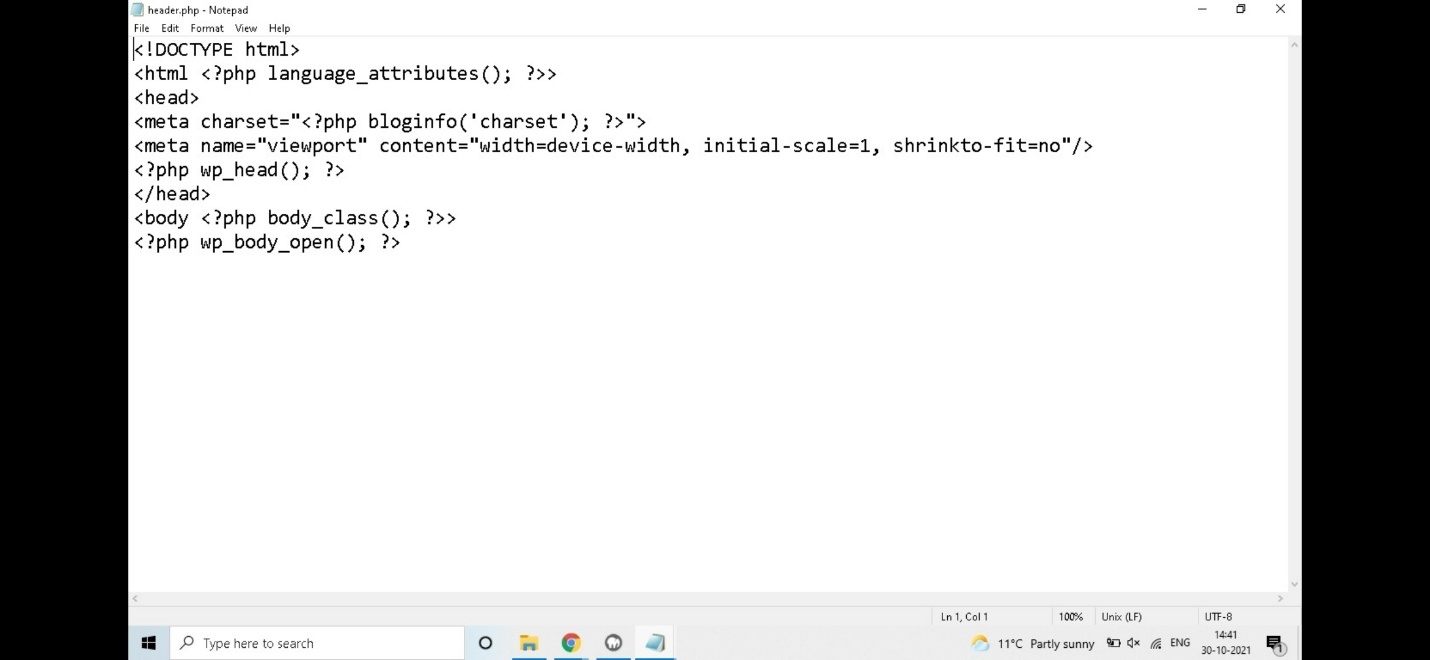 header.php - Notepad
File Edit Format View Help
<!DOCTYPE html>
<html <?php language_attributes(); ?>>
<head>
<meta charset="<?php bloginfo('charset'); ?>">
<meta name="viewport" content="width=device-width, initial-scale=1, shrinkto-fit=no"/>
<?php wp_head(); ?>
</head>
<body <?php body_class(); ?>>
<?php wp_body_open(); ?>
Ln 1, Col 1 100% Unix (LF) UTF-8
Type here to search 11°C Partly sunny ENG 14:41
30-10-2021 1